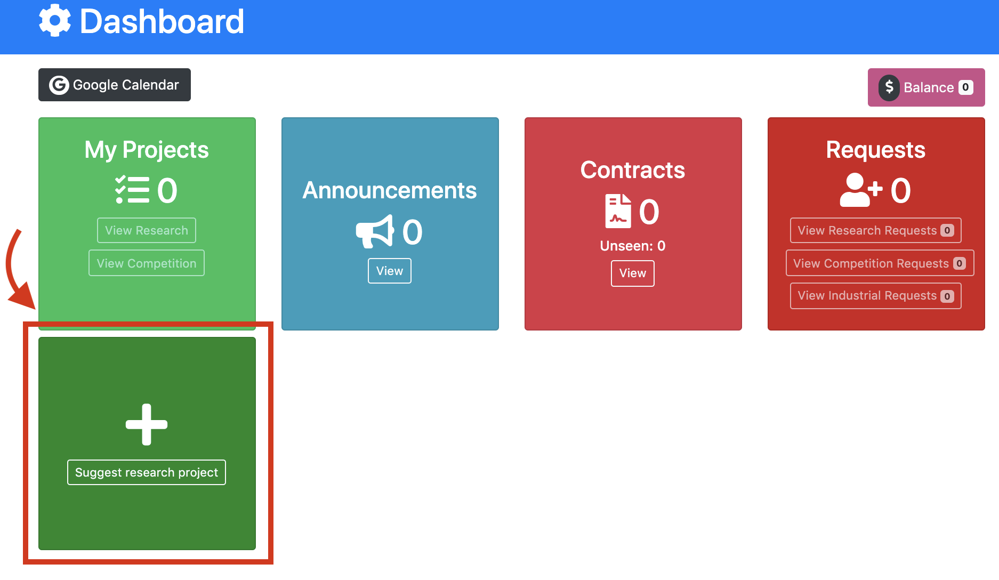 Dashboard
Google Calendar
Balance 0
My Projects
0
View Research
View Competition
Announcements
0
View
Contracts
0
Unseen: 0
View
Requests
0
View Research Requests 0
View Competition Requests 0
View Industrial Requests 0
Suggest research project